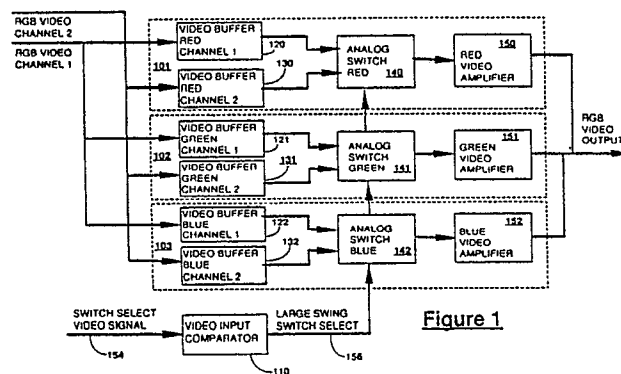 RGB VIDEO
CHANNEL 2
RGB VIDEO
CHANNEL 1
101
VIDEO BUFFER
RED
CHANNEL 1
120
VIDEO BUFFER
RED
CHANNEL 2
130
ANALOG
SWITCH
RED
140
150
RED
VIDEO
AMPLIFIER
102
VIDEO BUFFER
GREEN
CHANNEL 1
121
VIDEO BUFFER
GREEN
CHANNEL 2
131
ANALOG
SWITCH
GREEN
141
151
GREEN
VIDEO
AMPLIFIER
RGB
VIDEO
OUTPUT
103
VIDEO BUFFER
BLUE
CHANNEL 1
122
VIDEO BUFFER
BLUE
CHANNEL 2
132
ANALOG
SWITCH
BLUE
142
152
BLUE
VIDEO
AMPLIFIER
SWITCH SELECT
VIDEO SIGNAL
154
VIDEO INPUT
COMPARATOR
110
LARGE SWING
SWITCH SELECT
156
Figure 1